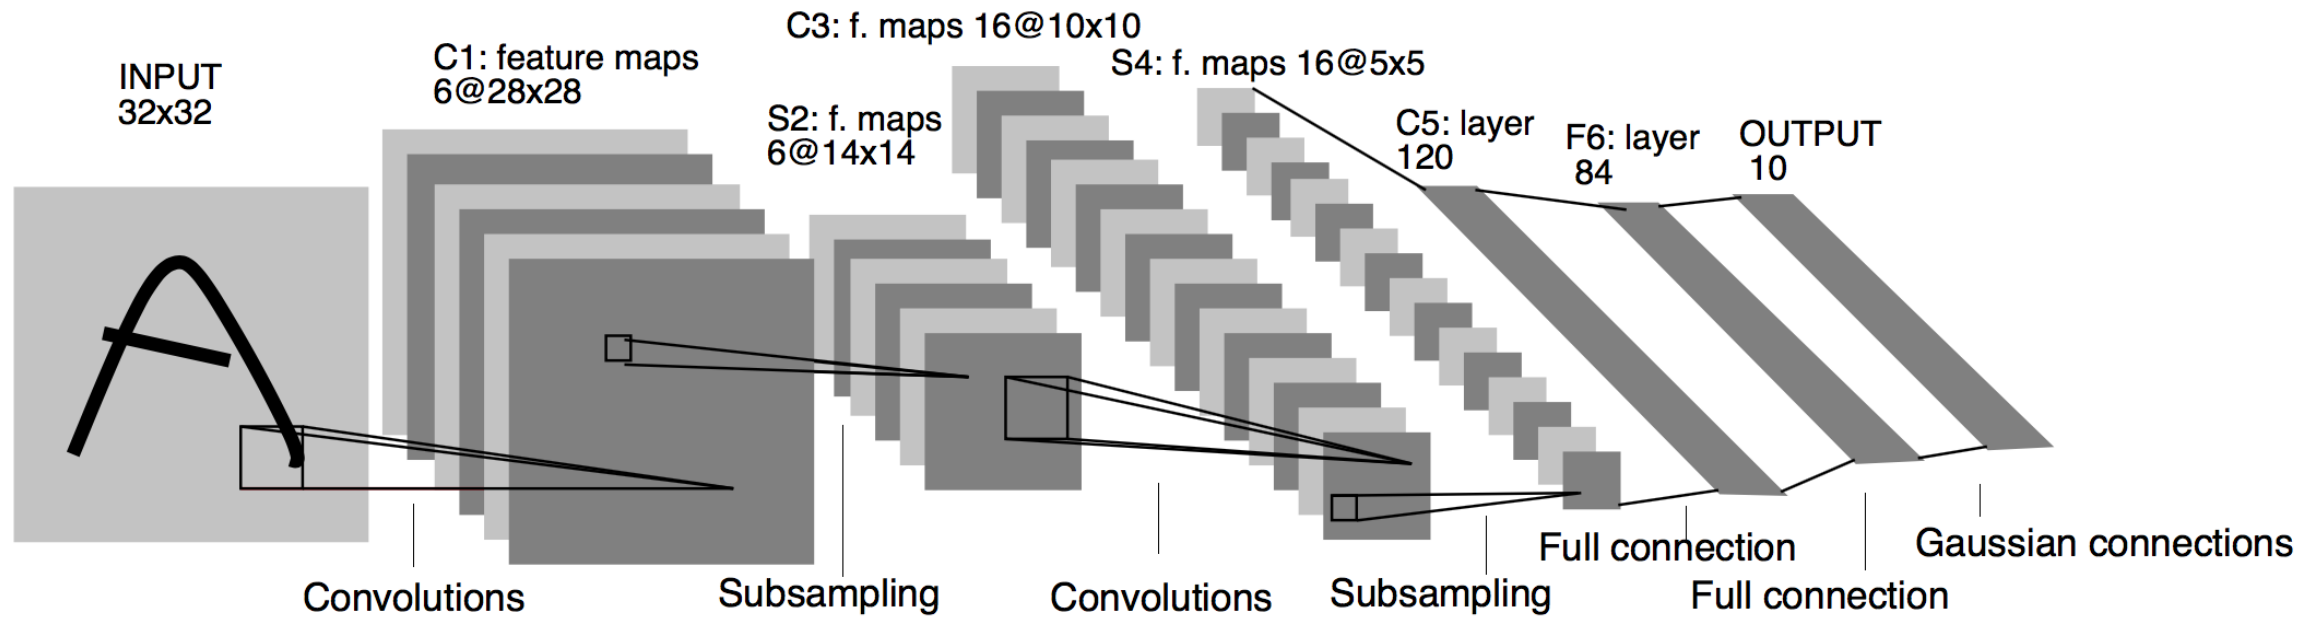 INPUT
32x32
C1: feature maps
6@28x28
S2: f. maps
6@14x14
C3: f. maps 16@10x10
S4: f. maps 16@5x5
C5: layer
120
F6: layer
84
OUTPUT
10
Convolutions
Subsampling
Convolutions
Subsampling
Full connection
Full connection
Gaussian connections